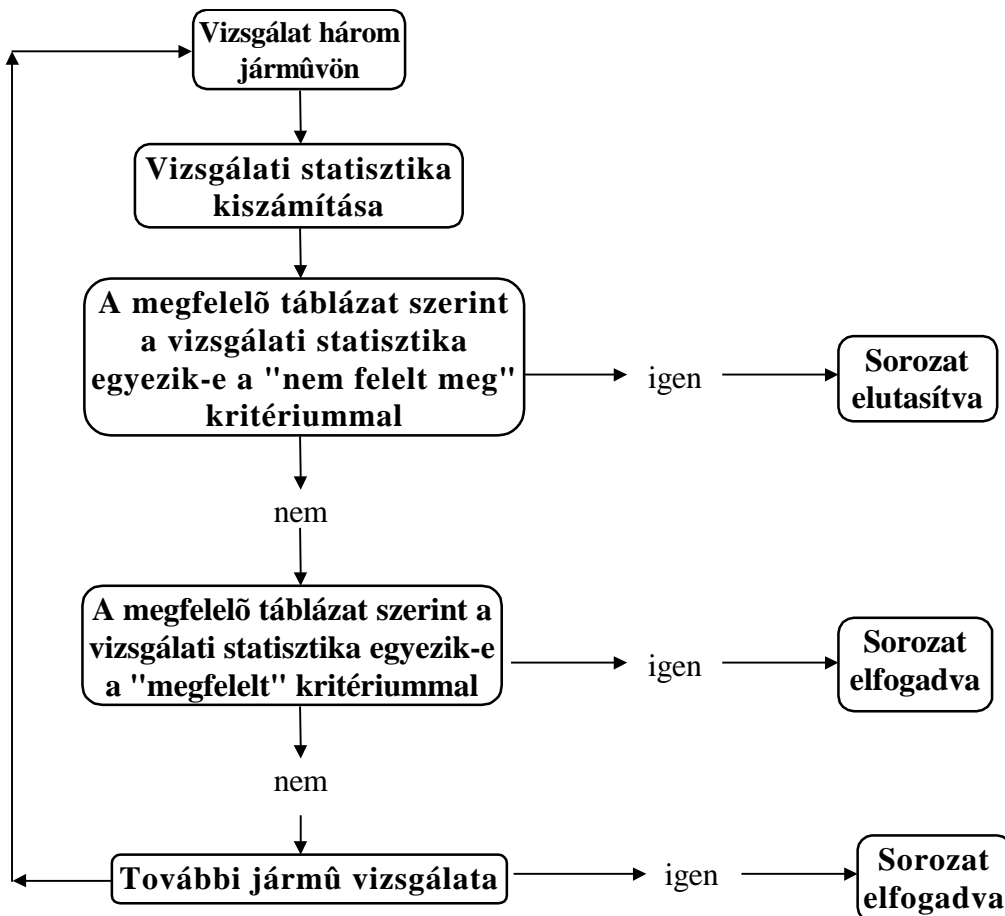 Vizsgálat három
jármûvön
Vizsgálati statisztika
kiszámítása
A megfelelõ táblázat szerint
a vizsgálati statisztika
egyezik-e a "nem felelt meg"
kritériummal
igen
Sorozat
elutasítva
nem
A megfelelõ táblázat szerint a
vizsgálati statisztika egyezik-e
a "megfelelt" kritériummal
igen
Sorozat
elfogadva
nem
További jármû vizsgálata
igen
Sorozat
elfogadva